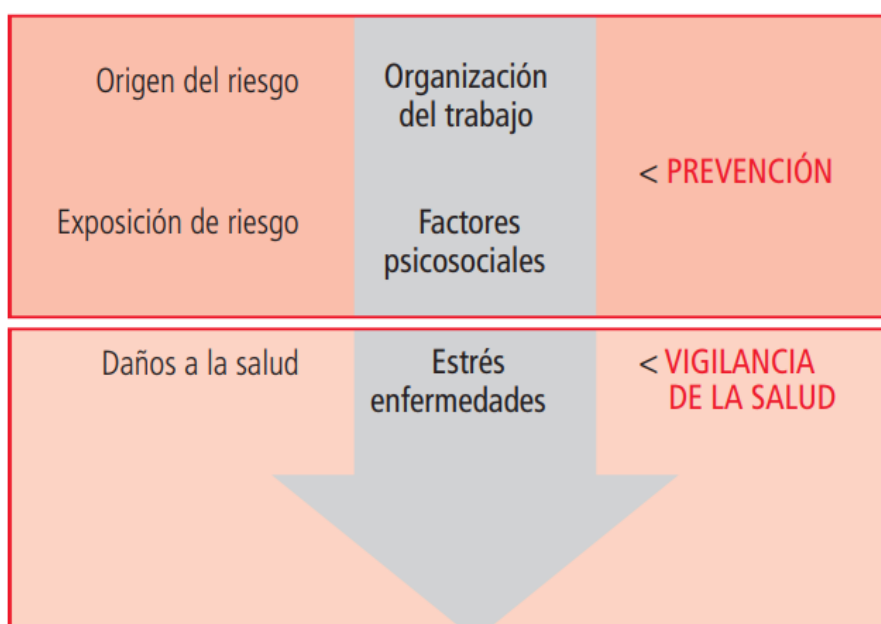 Origen del riesgo
Organización
del trabajo
< PREVENCIÓN
Exposición de riesgo
Factores
psicosociales
Daños a la salud
Estrés
enfermedades
< VIGILANCIA
DE LA SALUD